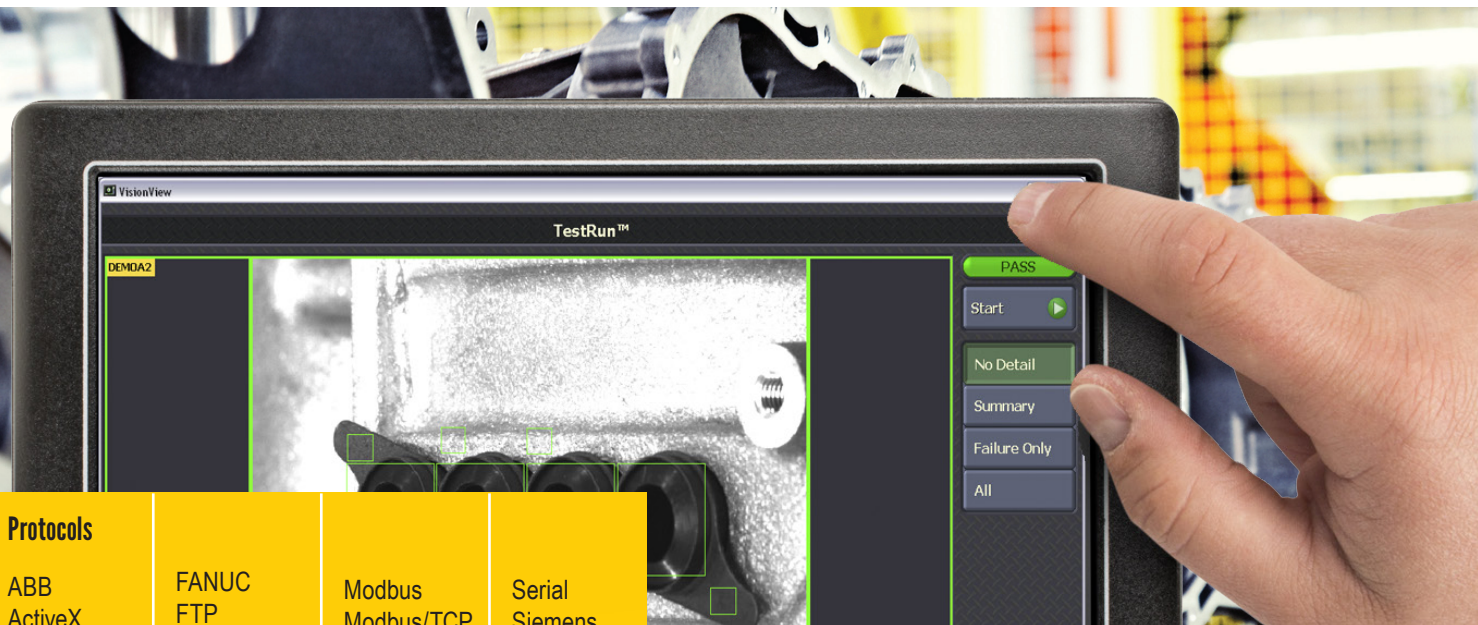 VisionView
TestRun™
DEMOA2
PASS
Start
No Detail
Summary
Failure Only
All
Protocols
ABB
ActiveX
FANUC
FTP
Modbus
Modbus/TCP
Serial
Siemens